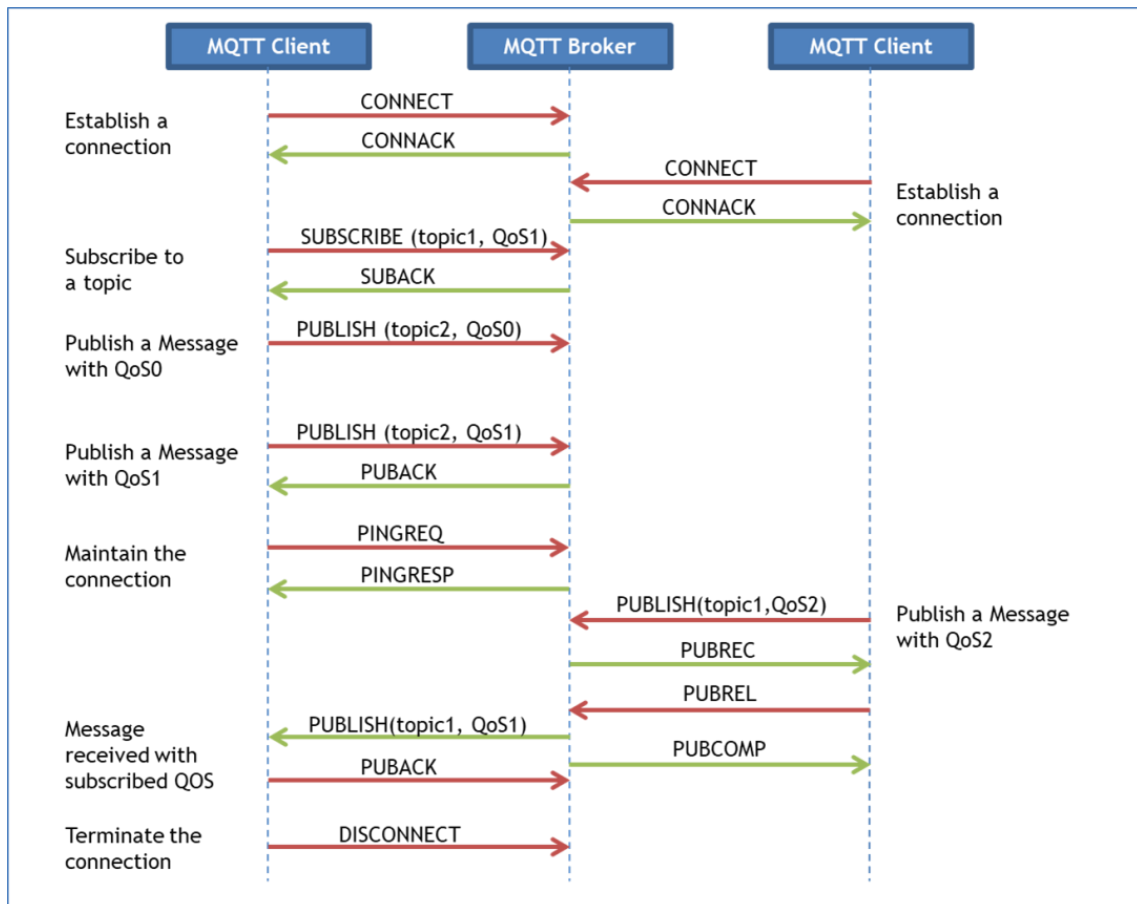 MQTT Client
MQTT Broker
MQTT Client
CONNECT
Establish a
connection
CONNACK
CONNECT
Establish a
connection
CONNACK
SUBSCRIBE (topic1, QoS1)
Subscribe to
a topic
SUBACK
PUBLISH (topic2, QoS0)
Publish a Message
with QoS0
PUBLISH (topic2, QoS1)
Publish a Message
with QoS1
PUBACK
PINGREQ
Maintain the
connection
PINGRESP
PUBLISH(topic1,QoS2)
Publish a Message
with QoS2
PUBREC
PUBREL
PUBLISH(topic1, QoS1)
Message
received with
subscribed QOS
PUBCOMP
PUBACK
Terminate the
connection
DISCONNECT